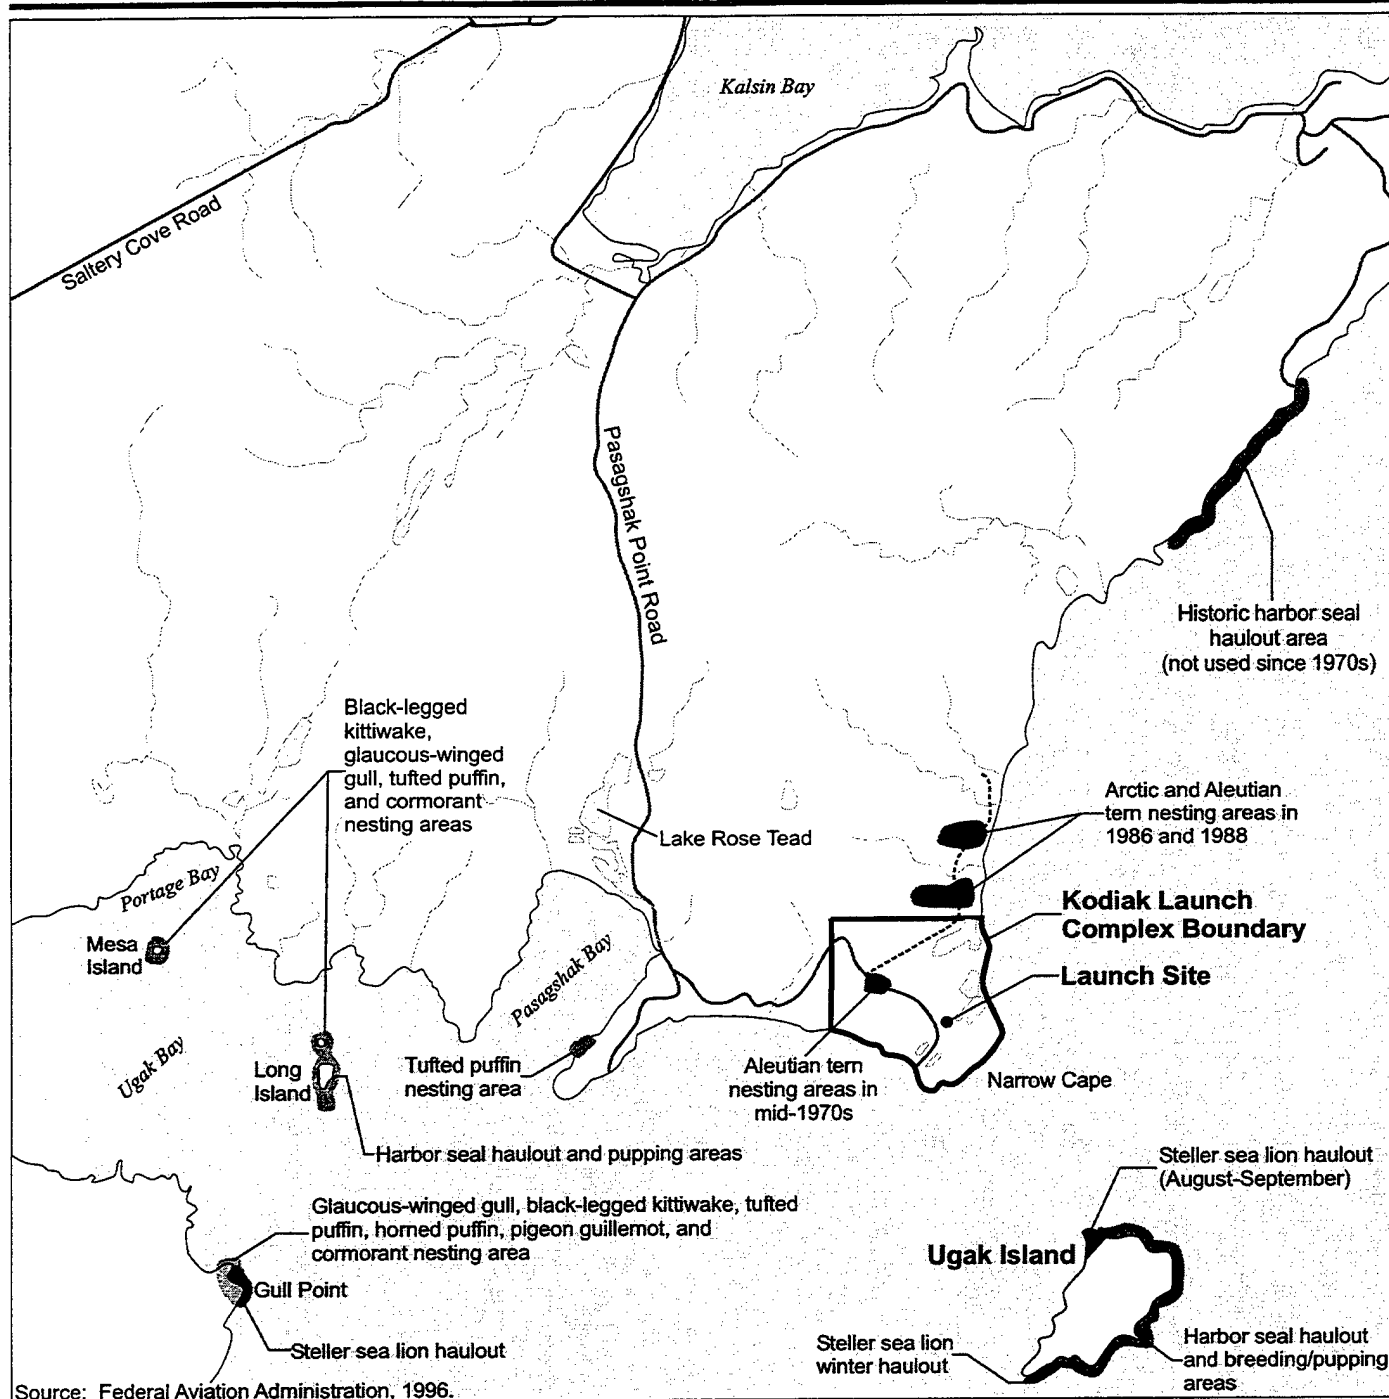 Kalsin Bay
Saltery Cove Road
Pasagshak Point Road
Historic harbor seal
haulout area
(not used since 1970s)
Black-legged
kittiwake,
glaucous-winged
gull, tufted puffin,
and cormorant
nesting areas
Lake Rose Tead
Arctic and Aleutian
tern nesting areas in
1986 and 1988
Portage Bay
Kodiak Launch
Complex Boundary
Mesa
Island
Pasagshak Bay
Launch Site
Ugak Bay
Long
Island
Tufted puffin
nesting area
Aleutian tern
nesting areas in
mid-1970s
Narrow Cape
Harbor seal haulout and pupping areas
Steller sea lion haulout
(August-September)
Glaucous-winged gull, black-legged kittiwake, tufted
puffin, horned puffin, pigeon guillemot, and
cormorant nesting area
Ugak Island
Gull Point
Steller sea lion haulout
Steller sea lion
winter haulout
Harbor seal haulout
and breeding/pupping
areas
Source: Federal Aviation Administration, 1996.